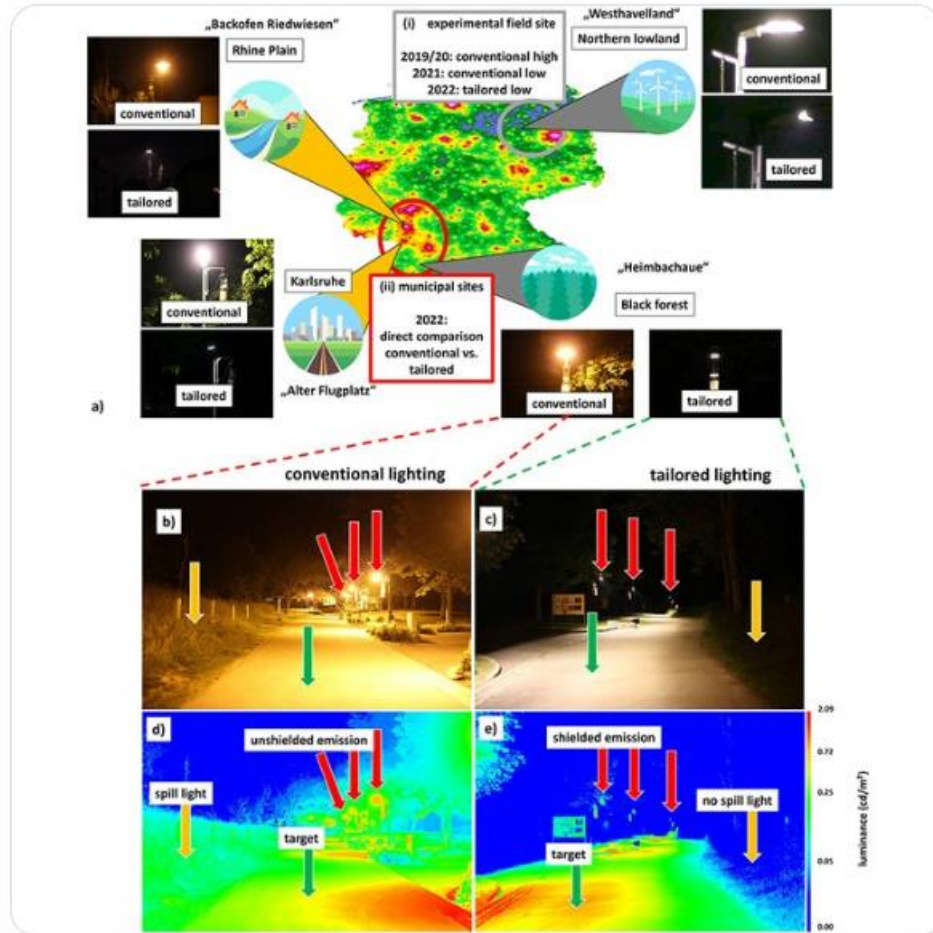 „Backofen Riedwiesen"
Rhine Plain
conventional
tailored
(i) experimental field site
2019/20: conventional high
2021: conventional low
2022: tailored low
„Westhavelland"
Northern lowland
conventional
tailored
conventional
tailored
Karlsruhe
„Alter Flugplatz"
(ii) municipal sites
2022:
direct comparison
conventional vs.
tailored
„Heimbachaue"
Black forest
conventional
tailored
a)
conventional lighting
tailored lighting
b)
c)
d)
unshielded emission
spill light
target
e)
shielded emission
no spill light
target
2.09
0.72
0.25
0.05
0.00
luminance (cd/m²)